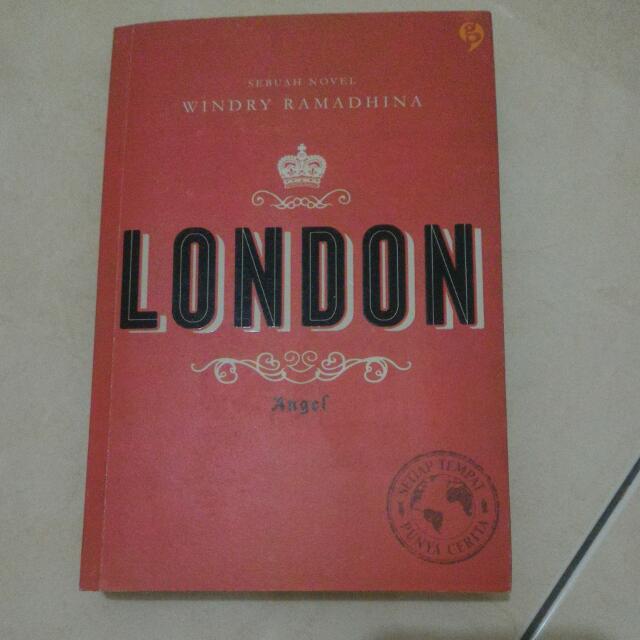 SEBUAH NOVEL
WINDRY RAMADHINA
LONDON
Angel
SETIAP TEMPAT
PUNYA CERITA